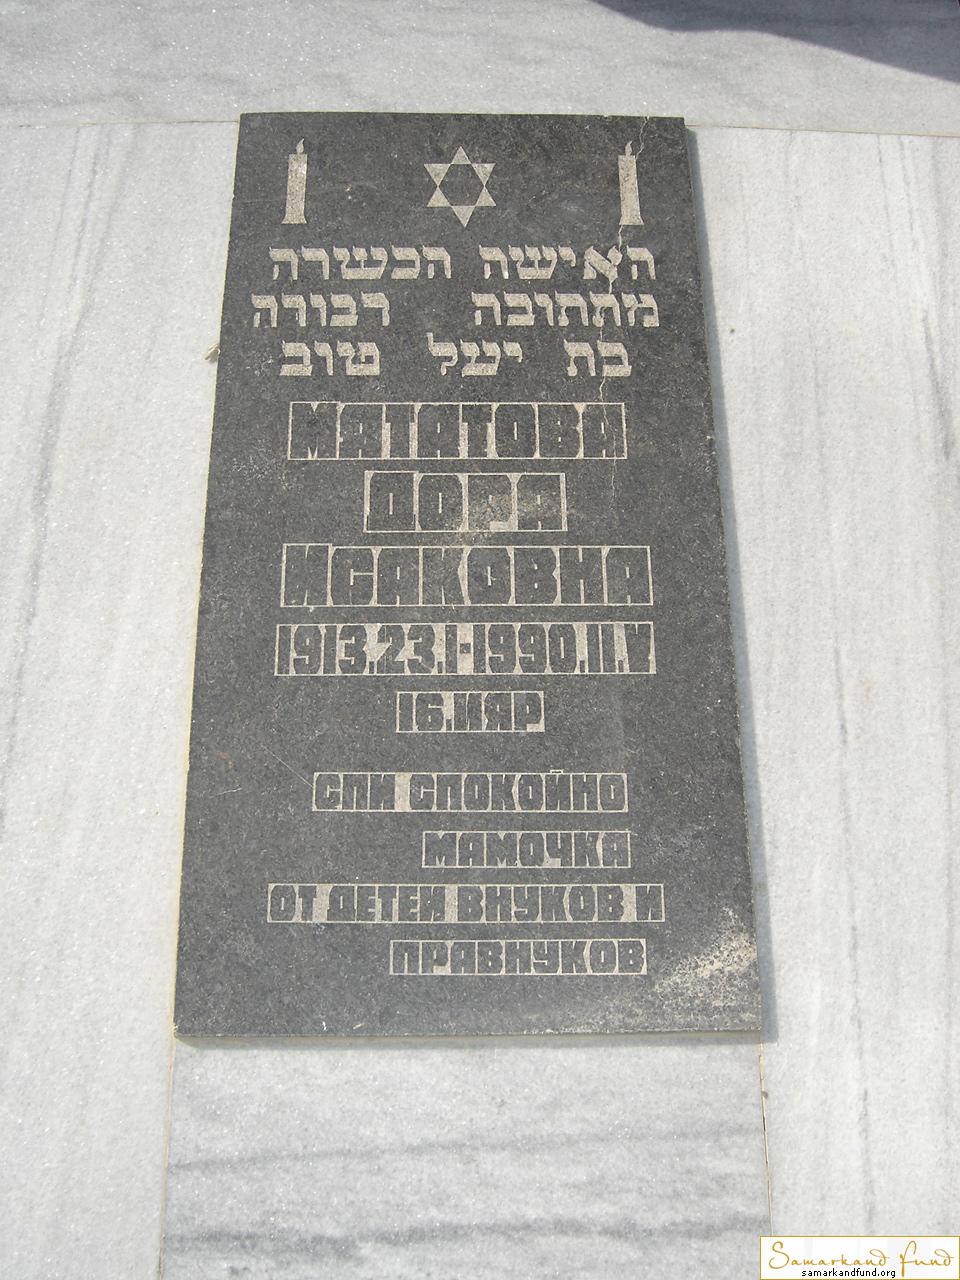 האישה הכשרה
מתתובה דבורה
בת יעל טוב
МАТАТОВА
ДОРА
ИСАКОВНА
1913.23.I-1990.11.V
16.ИЯР
СПИ СПОКОЙНО
МАМОЧКА
ОТ ДЕТЕЙ ВНУКОВ И
ПРАВНУКОВ
Samarkand Fund
samarkandfund.org